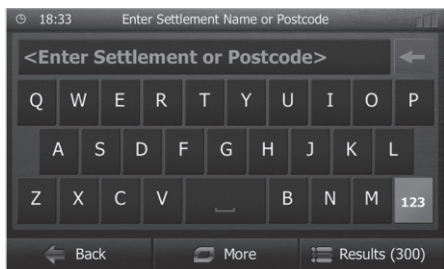 18:33 Enter Settlement Name or Postcode
<Enter Settlement or Postcode>
Q W E R T Y U I O P
A S D F G H J K L
Z X C V B N M 123
Back More Results (300)